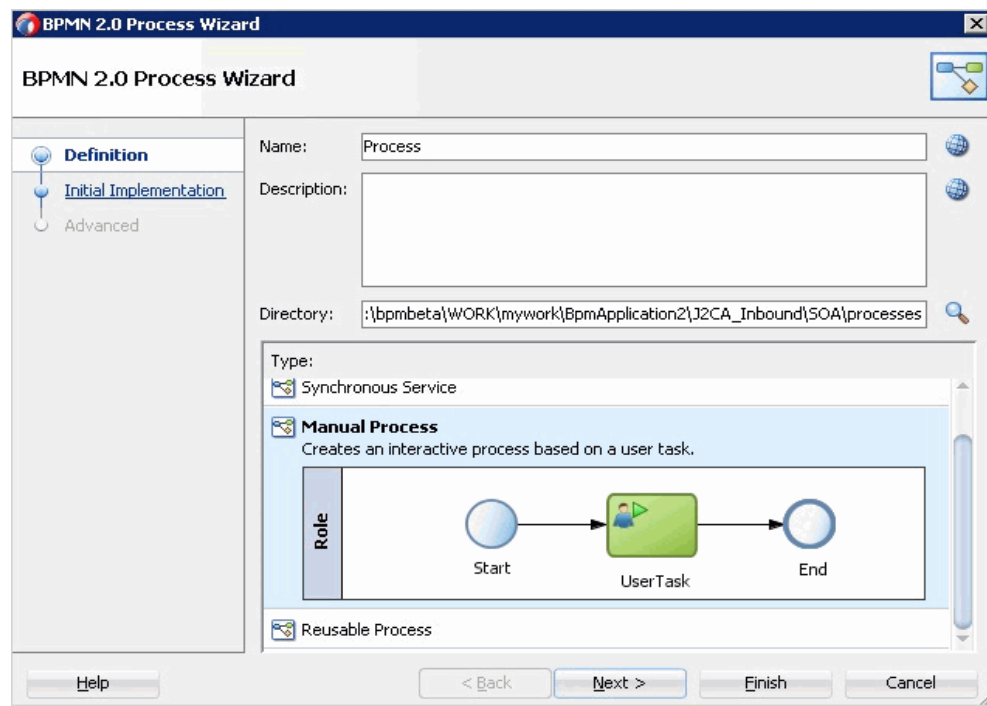 BPMN 2.0 Process Wizard
BPMN 2.0 Process Wizard
Definition
Initial Implementation
Advanced
Name:
Process
Description:
Directory:
:\bpmbeta\WORK\mywork\BpmApplication2\J2CA_Inbound\SOA\processes
Type:
Synchronous Service
Manual Process
Creates an interactive process based on a user task.
Role
Start
UserTask
End
Reusable Process
Help
< Back
Next >
Finish
Cancel